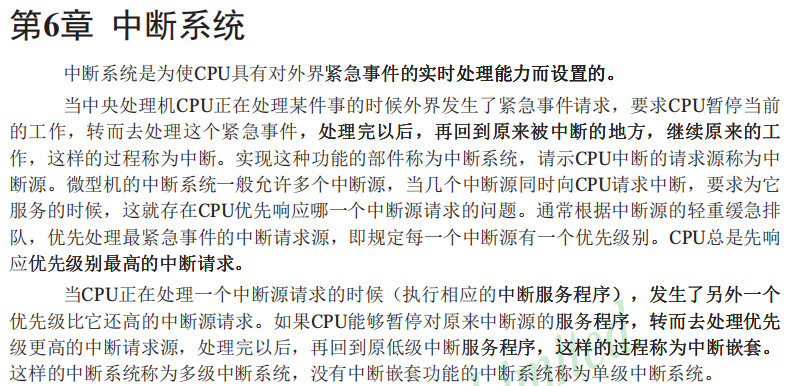 第6章 中断系统
中断系统是为使CPU具有对外界紧急事件的实时处理能力而设置的。
当中央处理机CPU正在处理某件事的时候外界发生了紧急事件请求，要求CPU暂停当前
的工作，转而去处理这个紧急事件，处理完以后，再回到原来被中断的地方，继续原来的工
作，这样的过程称为中断。实现这种功能的部件称为中断系统，请示CPU中断的请求源称为中
断源。微型机的中断系统一般允许多个中断源，当几个中断源同时向CPU请求中断，要求为它
服务的时候，这就存在CPU优先响应哪一个中断源请求的问题。通常根据中断源的轻重缓急排
队，优先处理最紧急事件的中断请求源，即规定每一个中断源有一个优先级别。CPU总是先响
应优先级别最高的中断请求。
当CPU正在处理一个中断源请求的时候（执行相应的中断服务程序），发生了另外一个
优先级比它还高的中断源请求。如果CPU能够暂停对原来中断源的服务程序，转而去处理优先
级更高的中断请求源，处理完以后，再回到原低级中断服务程序，这样的过程称为中断嵌套。
这样的中断系统称为多级中断系统，没有中断嵌套功能的中断系统称为单级中断系统。
Limited